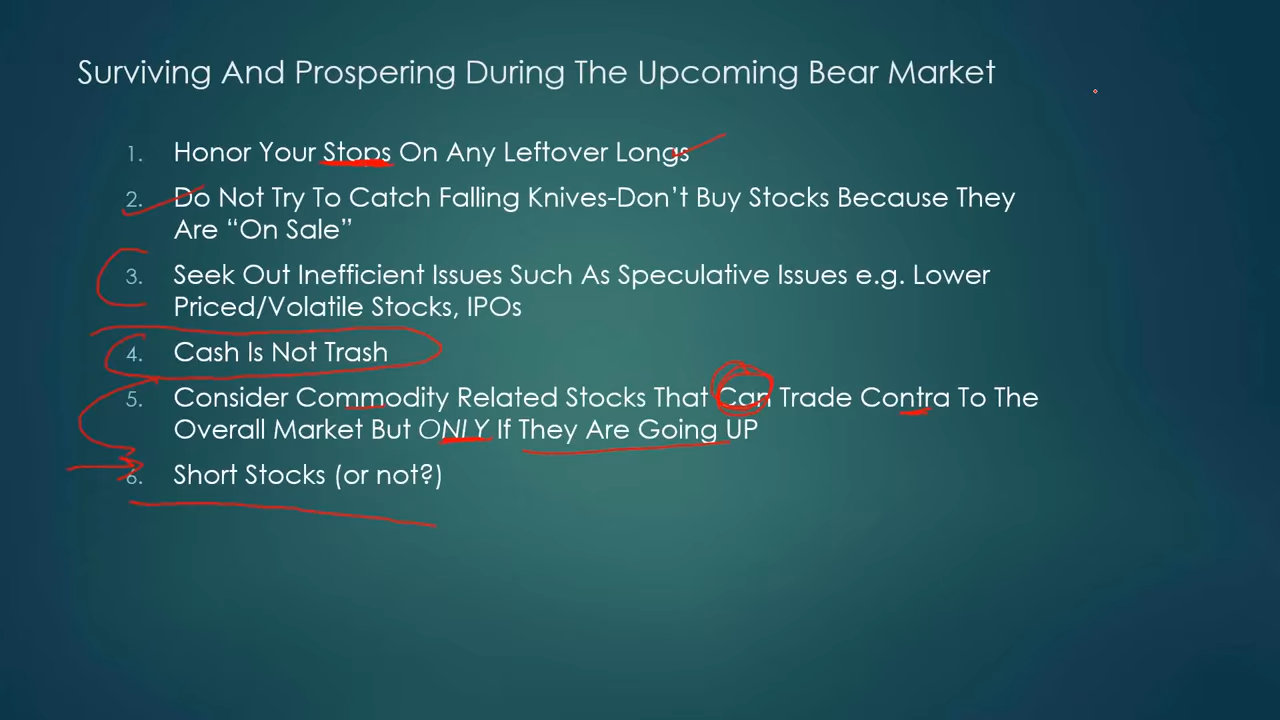 Surviving And Prospering During The Upcoming Bear Market
1. Honor Your Stops On Any Leftover Longs
2. Do Not Try To Catch Falling Knives-Don’t Buy Stocks Because They
Are “On Sale”
3. Seek Out Inefficient Issues Such As Speculative Issues e.g. Lower
Priced/Volatile Stocks, IPOs
4. Cash Is Not Trash
5. Consider Commodity Related Stocks That Can Trade Contra To The
Overall Market But ONLY If They Are Going UP
6. Short Stocks (or not?)